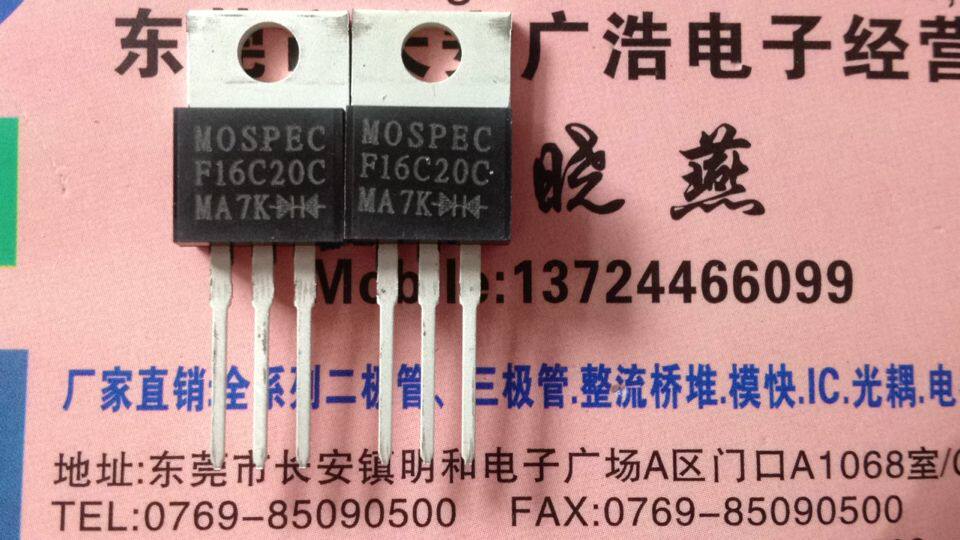 东莞 广浩电子经营
MOSPEC
F16C20C
MA7K
MOSPEC
F16C20C
MA7K
晓燕
Mobile:13724466099
厂家直销:全系列二极管、三极管.整流桥堆.模快.IC.光耦.电
地址:东莞市长安镇明和电子广场A区门口A1068室/
TEL:0769-85090500 FAX:0769-85090500